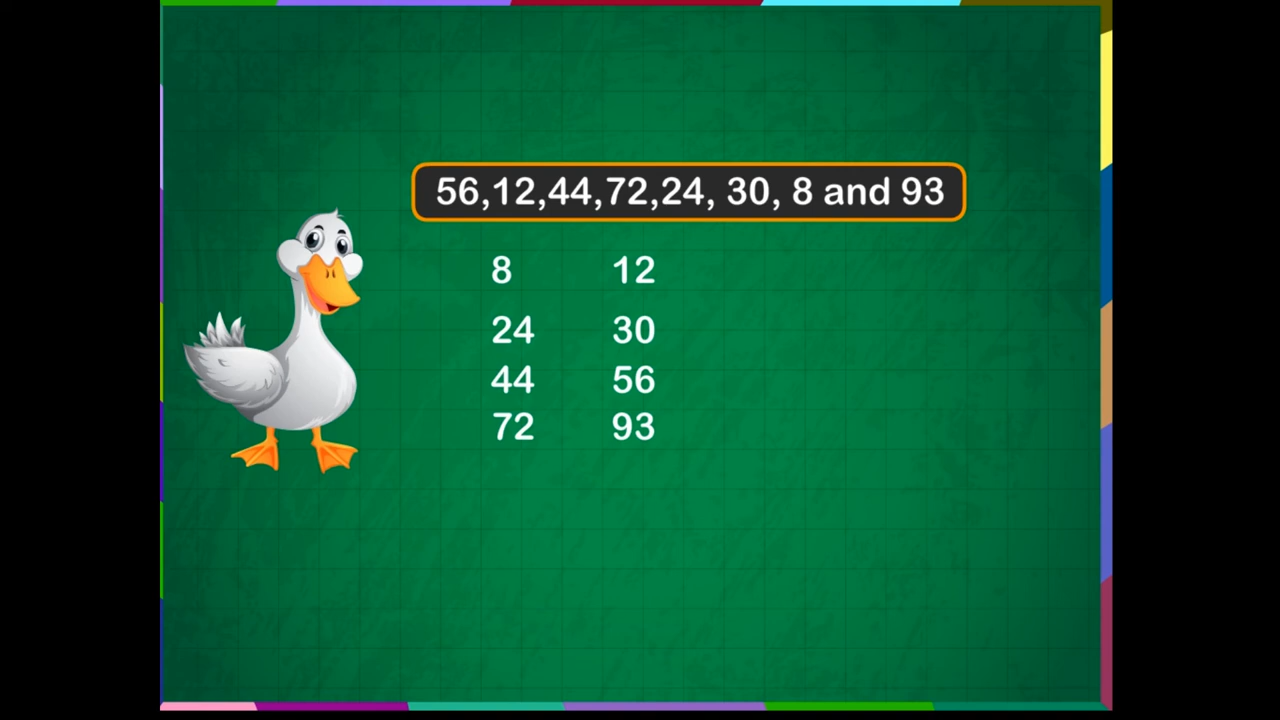 56,12,44,72,24, 30, 8 and 93
8 12
24 30
44 56
72 93